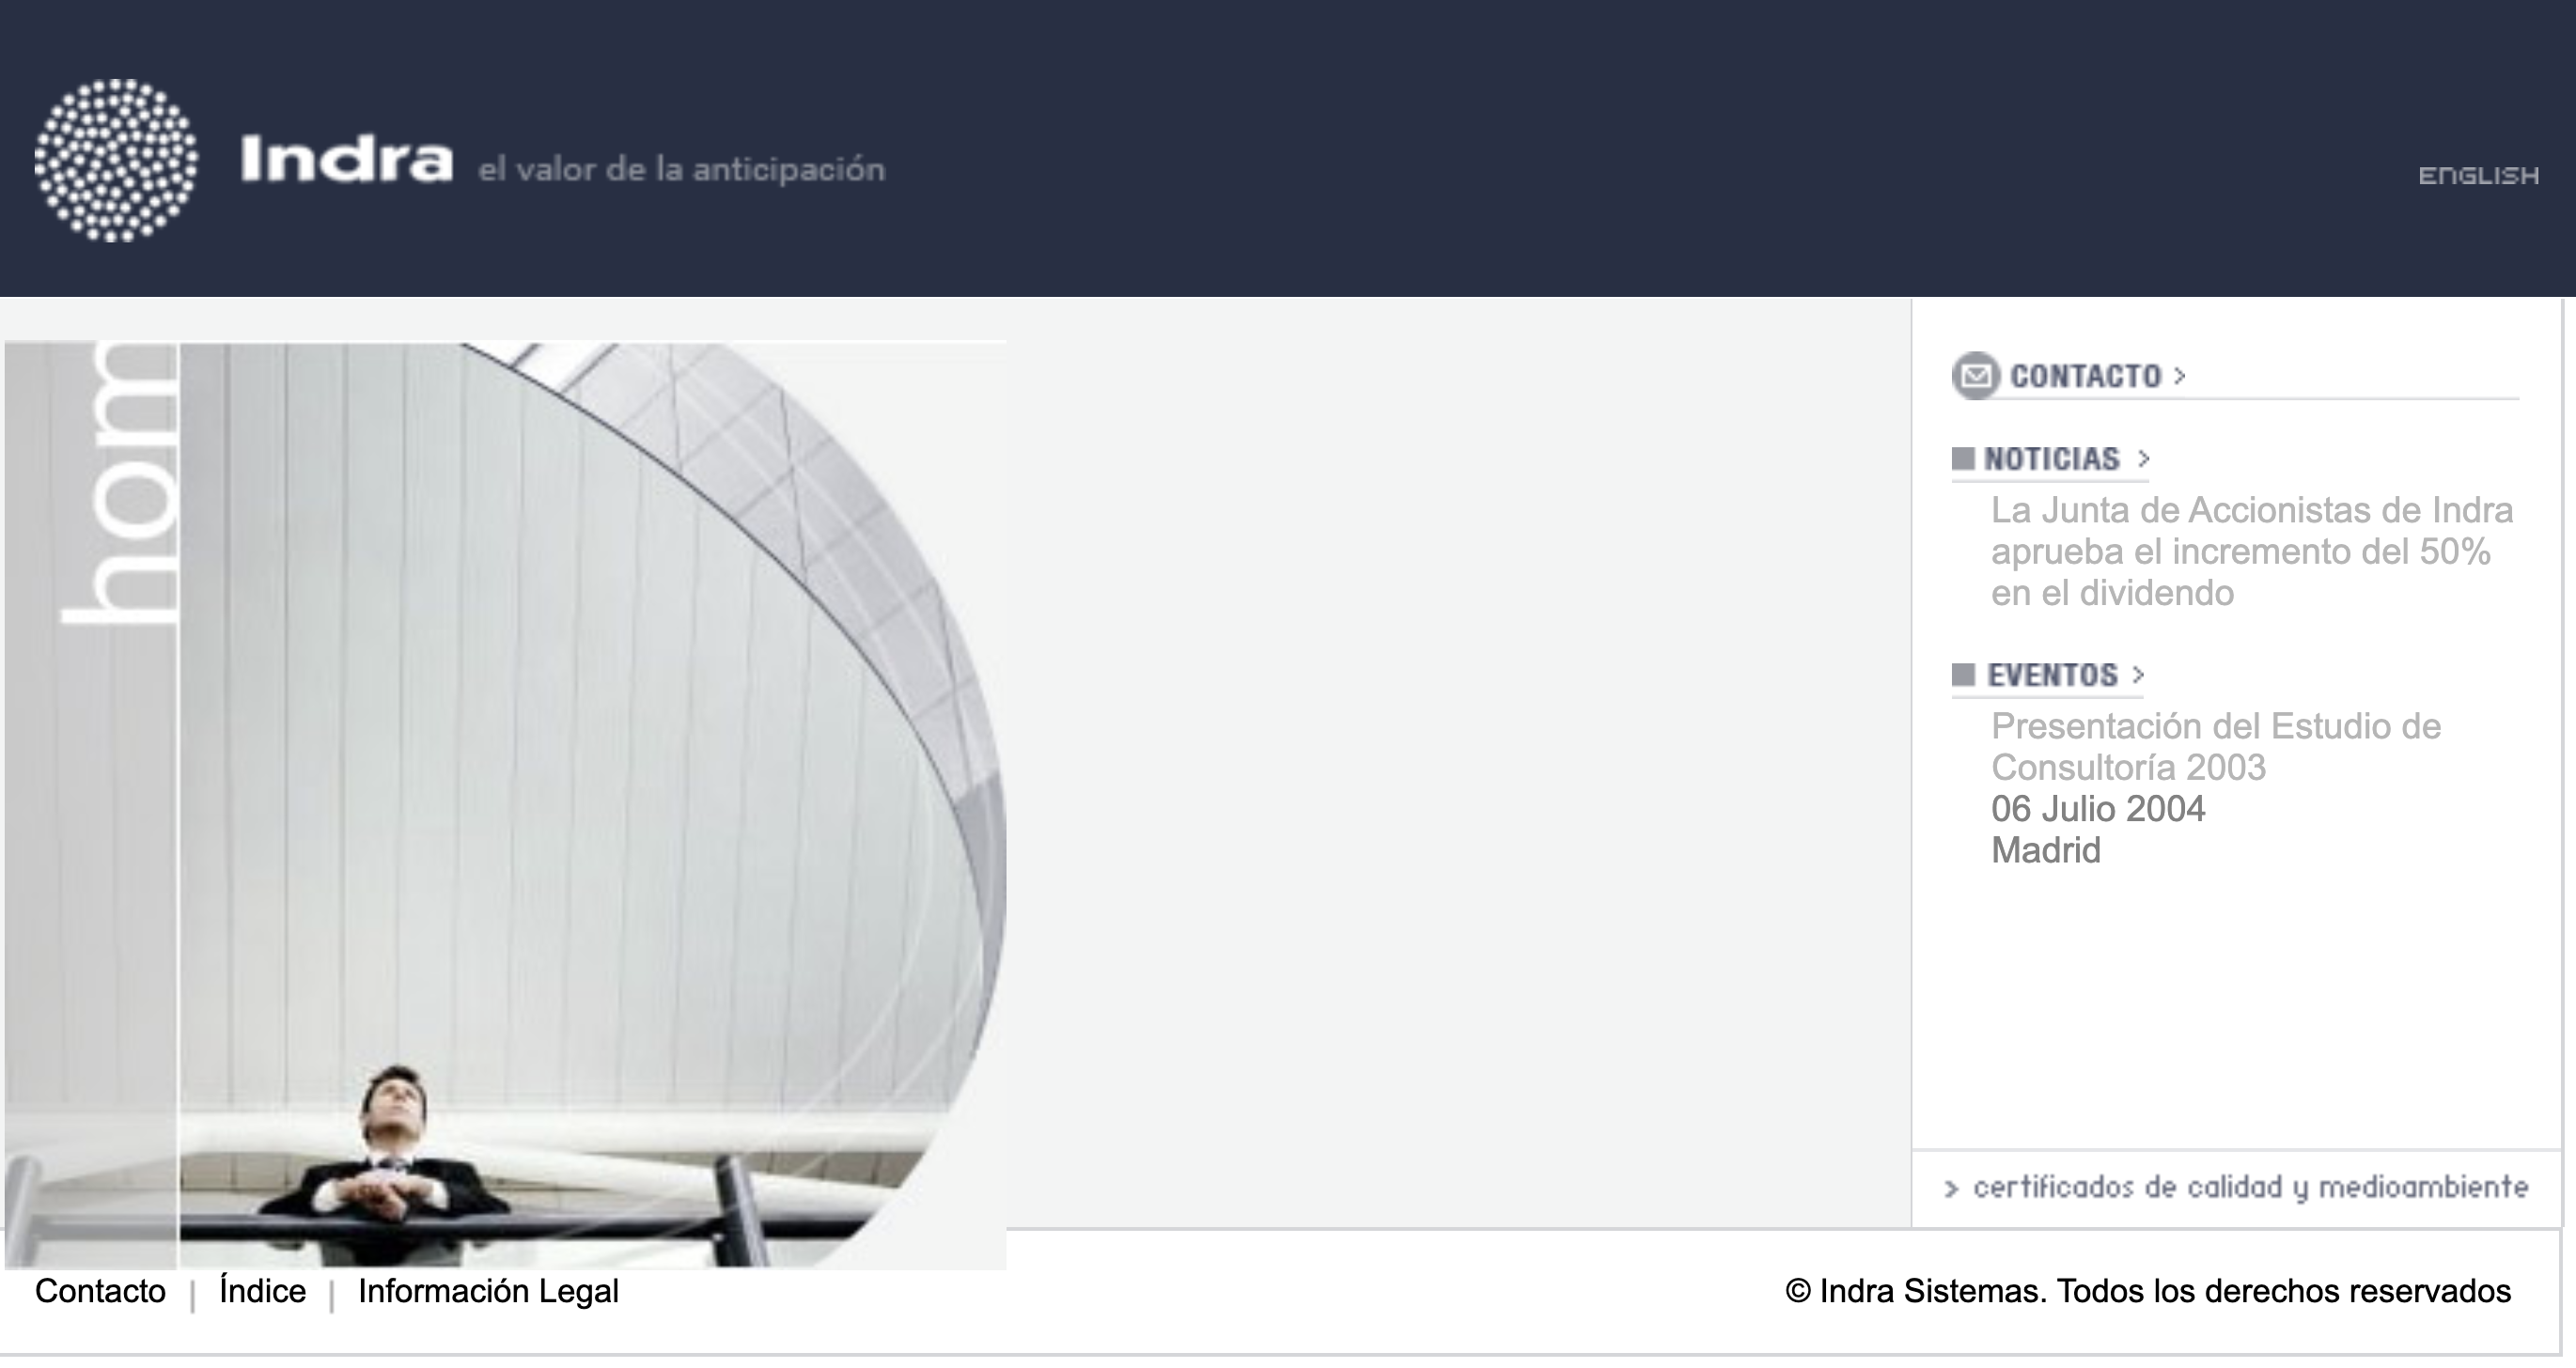 Indra el valor de la anticipación
ENGLISH
hom
CONTACTO >
NOTICIAS >
La Junta de Accionistas de Indra
aprueba el incremento del 50%
en el dividendo
EVENTOS >
Presentación del Estudio de
Consultoría 2003
06 Julio 2004
Madrid
> certificados de calidad y medioambiente
Contacto | Índice | Información Legal
© Indra Sistemas. Todos los derechos reservados